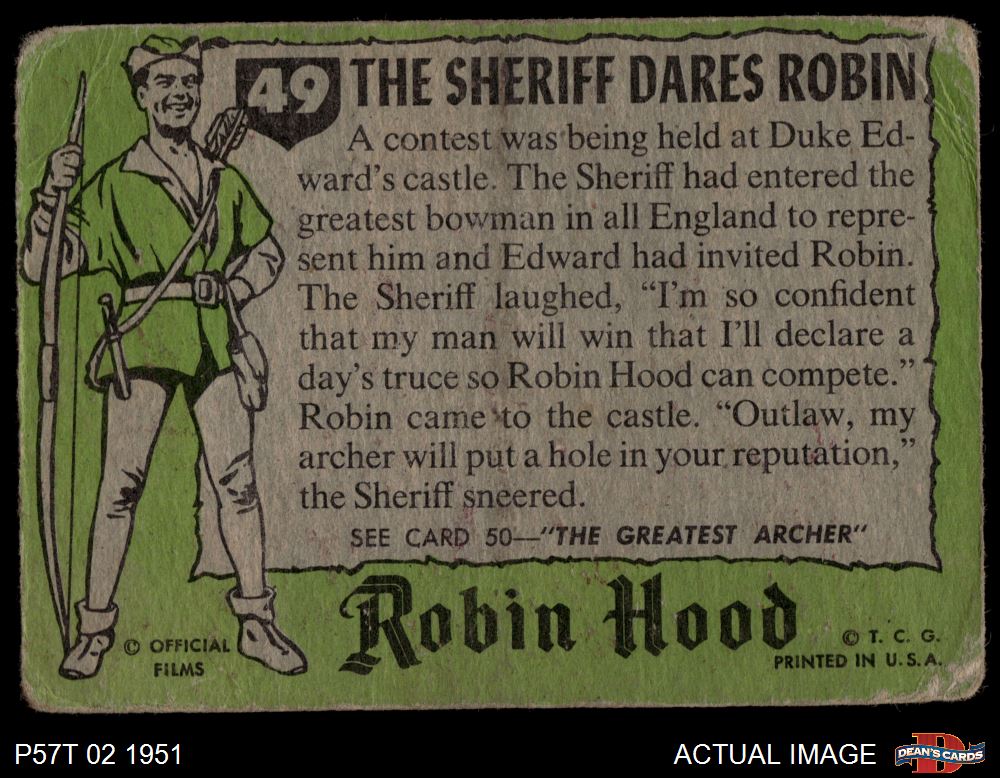 49 THE SHERIFF DARES ROBIN
A contest was being held at Duke Ed-
ward's castle. The Sheriff had entered the
greatest bowman in all England to repre-
sent him and Edward had invited Robin.
The Sheriff laughed, “I'm so confident
that my man will win that I'll declare a
day's truce so Robin Hood can compete.”
Robin came to the castle. “Outlaw, my
archer will put a hole in your reputation,”
the Sheriff sneered.
SEE CARD 50—“THE GREATEST ARCHER”
Robin Hood
© OFFICIAL
FILMS
© T. C. G.
PRINTED IN U.S.A.
P57T 02 1951
ACTUAL IMAGE
DEAN'S CARDS